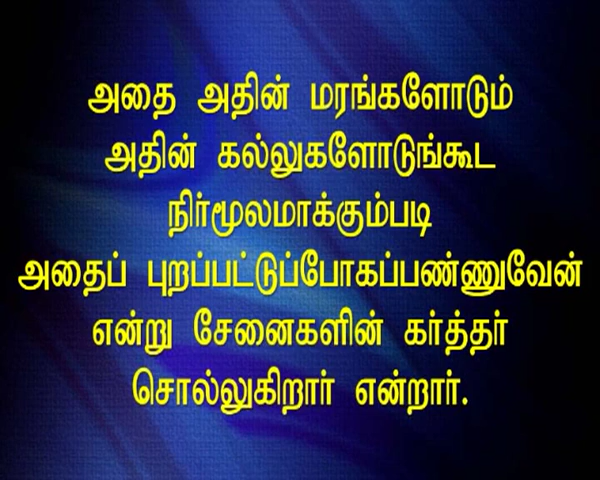 அதை அதின் மரங்களோடும்
அதின் கல்லுகளோடுங்கூட
நிர்மூலமாக்கும்படி
அதைப் புறப்பட்டுப்போகப்பண்ணுவேன்
என்று சேனைகளின் கர்த்தர்
சொல்லுகிறார் என்றார்.